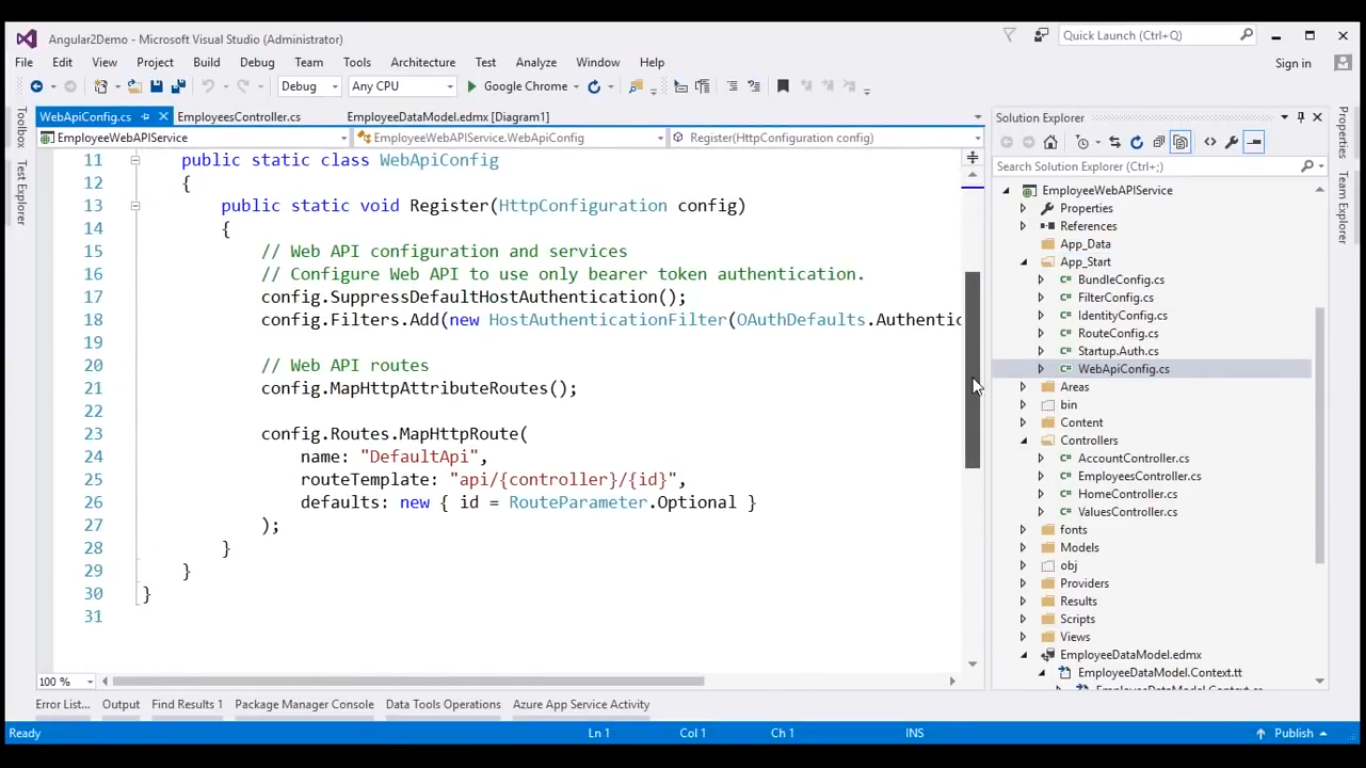 Angular2Demo - Microsoft Visual Studio (Administrator)
Quick Launch (Ctrl+Q)
File Edit View Project Build Debug Team Tools Architecture Test Analyze Window Help
Sign in
Debug Any CPU Google Chrome
Toolbox
Test Explorer
WebApiConfig.cs EmployeesController.cs EmployeeDataModel.edmx [Diagram1]
EmployeeWebAPIService EmployeeWebAPIService.WebApiConfig Register(HttpConfiguration config)
11 public static class WebApiConfig
12 {
13 public static void Register(HttpConfiguration config)
14 {
15 // Web API configuration and services
16 // Configure Web API to use only bearer token authentication.
17 config.SuppressDefaultHostAuthentication();
18 config.Filters.Add(new HostAuthenticationFilter(OAuthDefaults.Authentic
19
20 // Web API routes
21 config.MapHttpAttributeRoutes();
22
23 config.Routes.MapHttpRoute(
24 name: "DefaultApi",
25 routeTemplate: "api/{controller}/{id}",
26 defaults: new { id = RouteParameter.Optional }
27 );
28 }
29 }
30 }
31
100 %
Solution Explorer
Search Solution Explorer (Ctrl+;)
EmployeeWebAPIService
Properties
References
App_Data
App_Start
BundleConfig.cs
FilterConfig.cs
IdentityConfig.cs
RouteConfig.cs
Startup.Auth.cs
WebApiConfig.cs
Areas
bin
Content
Controllers
AccountController.cs
EmployeesController.cs
HomeController.cs
ValuesController.cs
fonts
Models
obj
Providers
Results
Scripts
Views
EmployeeDataModel.edmx
EmployeeDataModel.Context.tt
Properties
Team Explorer
Error List... Output Find Results 1 Package Manager Console Data Tools Operations Azure App Service Activity
Ready Ln 1 Col 1 Ch 1 INS Publish